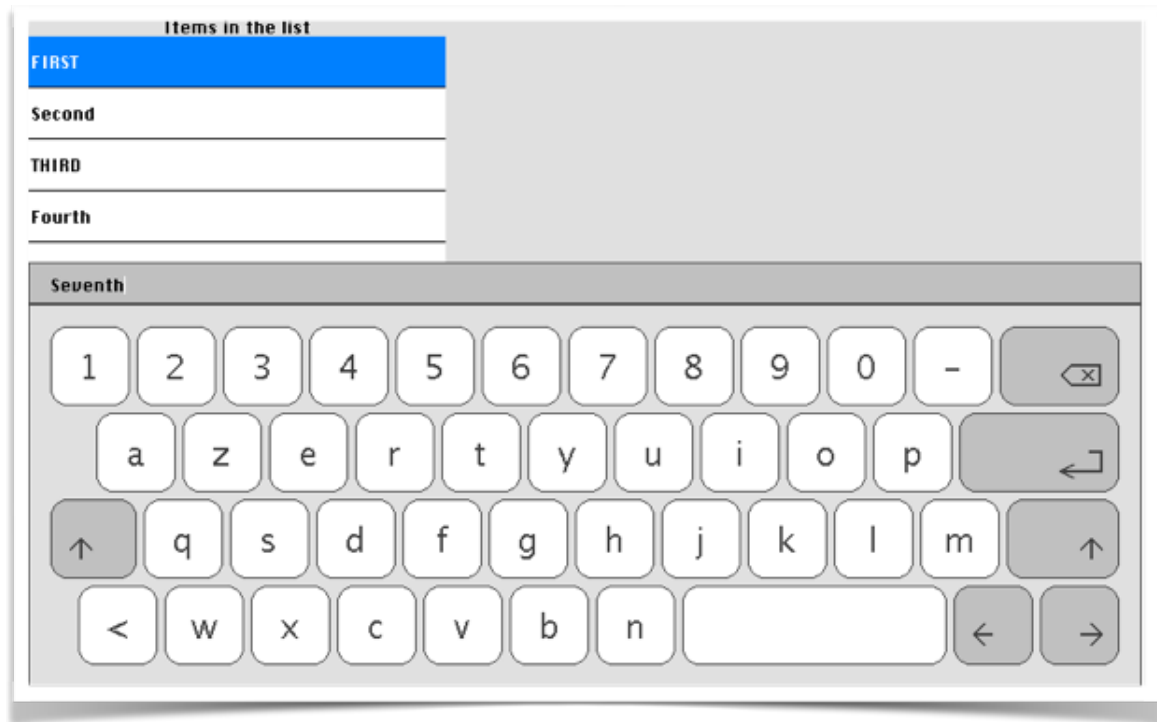 Items in the list
FIRST
Second
THIRD
Fourth
Seventh
1 2 3 4 5 6 7 8 9 0 -
a z e r t y u i o p
q s d f g h j k l m
< w x c v b n